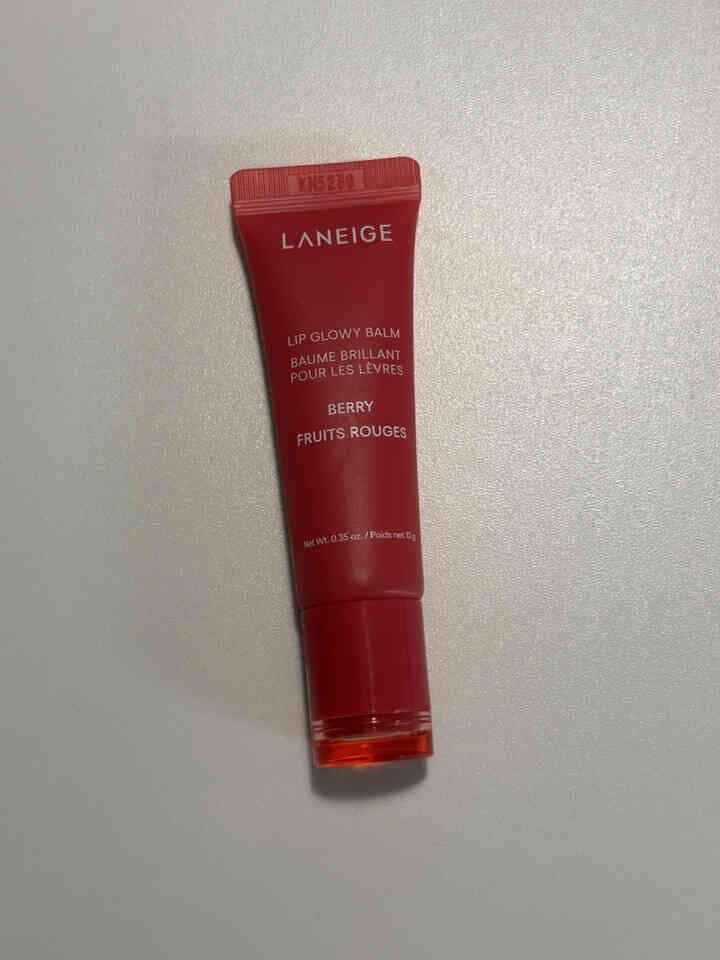 LANEIGE
LIP GLOWY BALM
BAUME BRILLANT
POUR LES LÈVRES
BERRY
FRUITS ROUGES
Net Wt. 0.35 oz. / Poids net 10 g